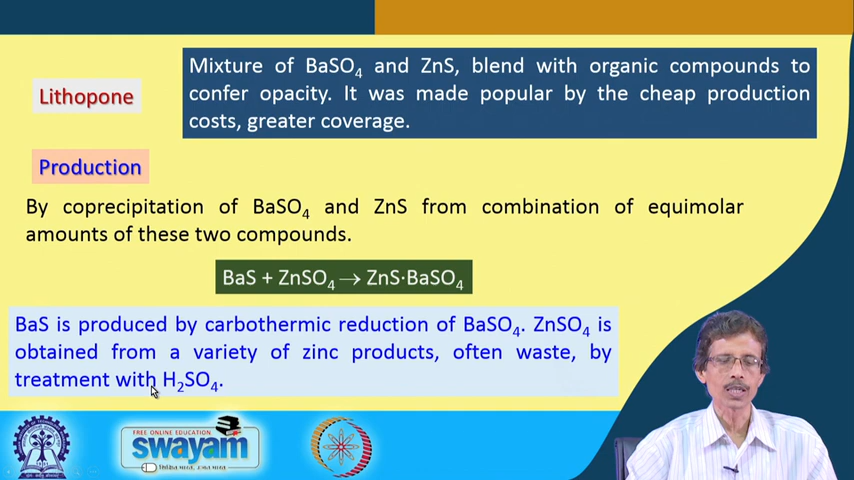 Lithopone
Mixture of BaSO₄ and ZnS, blend with organic compounds to
confer opacity. It was made popular by the cheap production
costs, greater coverage.
Production
By coprecipitation of BaSO₄ and ZnS from combination of equimolar
amounts of these two compounds.
BaS + ZnSO₄ → ZnS·BaSO₄
BaS is produced by carbothermic reduction of BaSO₄. ZnSO₄ is
obtained from a variety of zinc products, often waste, by
treatment with H₂SO₄.
FREE ONLINE EDUCATION
swayam